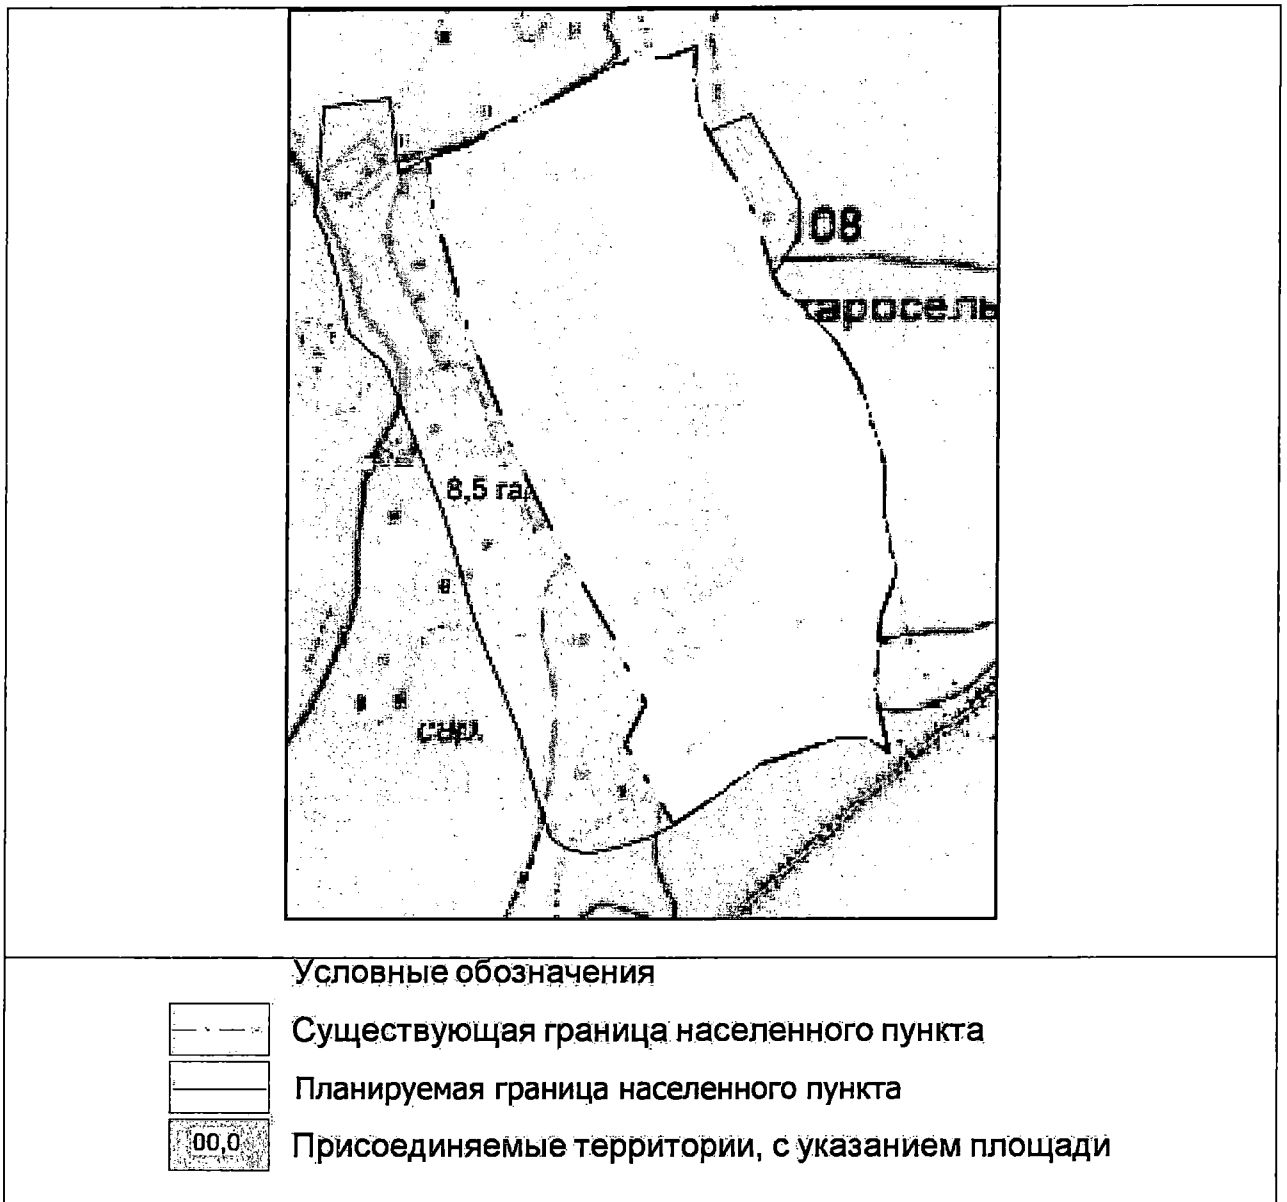 08
таросель
8,5 га
сар.
Условные обозначения
Существующая граница населенного пункта
Планируемая граница населенного пункта
00,0 Присоединяемые территории, с указанием площади